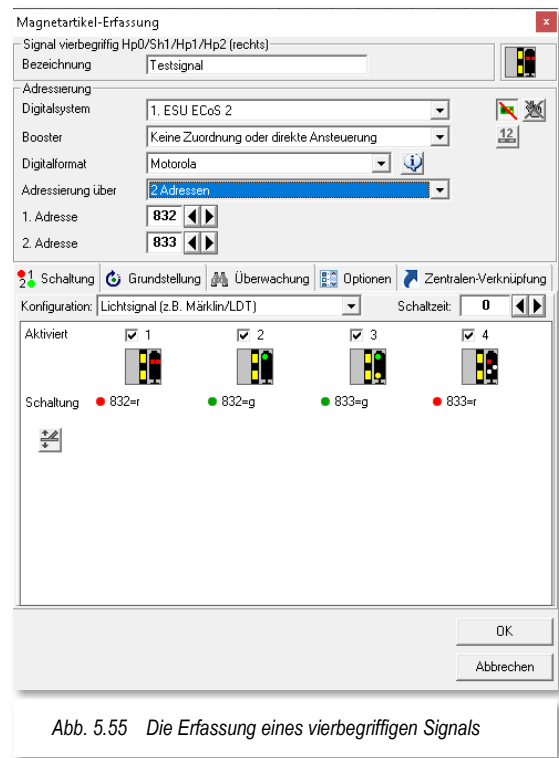 Magnetartikel-Erfassung x
Signal vierbegriffig Hp0/Sh1/Hp1/Hp2 (rechts)
Bezeichnung Testsignal
Adressierung
Digitalsystem 1. ESU ECoS 2
Booster Keine Zuordnung oder direkte Ansteuerung 12
Digitalformat Motorola
Adressierung über 2 Adressen
1. Adresse 832
2. Adresse 833
Schaltung Grundstellung Überwachung Optionen Zentralen-Verknüpfung
Konfiguration: Lichtsignal (z.B. Märklin/LDT) Schaltzeit: 0
Aktiviert 1 2 3 4
Schaltung 832=r 832=g 833=g 833=r
OK
Abbrechen
Abb. 5.55 Die Erfassung eines vierbegriffigen Signals